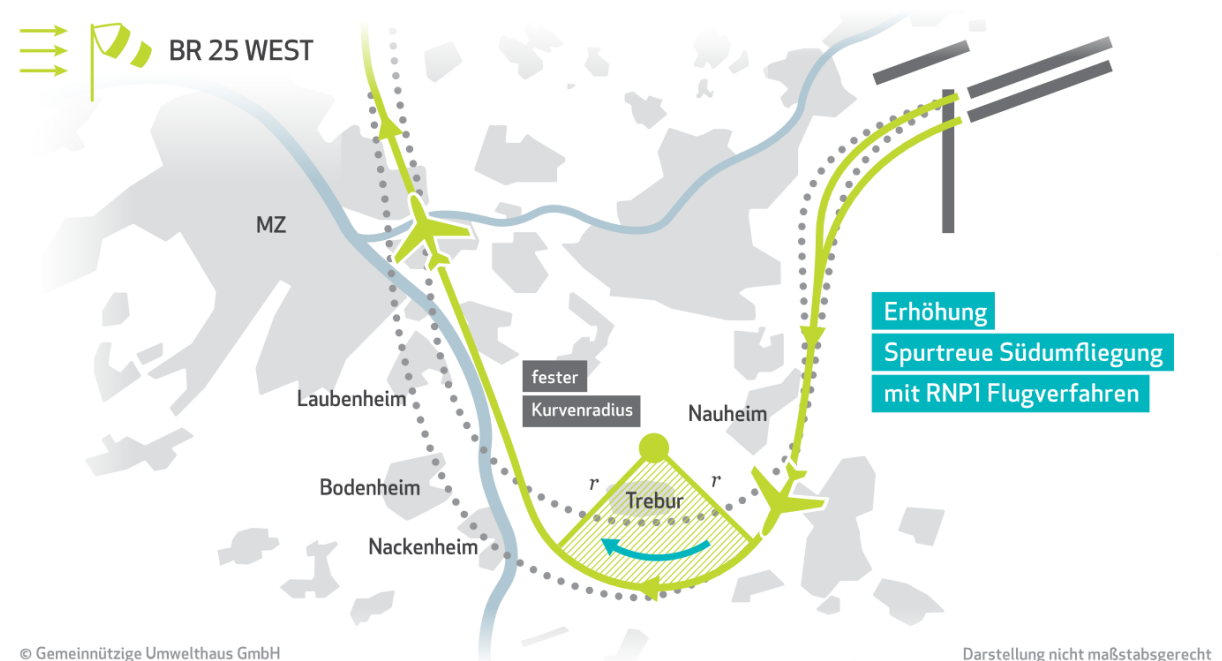 BR 25 WEST
MZ
Erhöhung
Spurtreue Südumfliegung
mit RNP1 Flugverfahren
fester
Kurvenradius
Laubenheim
Nauheim
r
r
Trebur
Bodenheim
Nackenheim
© Gemeinnützige Umwelthaus GmbH
Darstellung nicht maßstabsgerecht